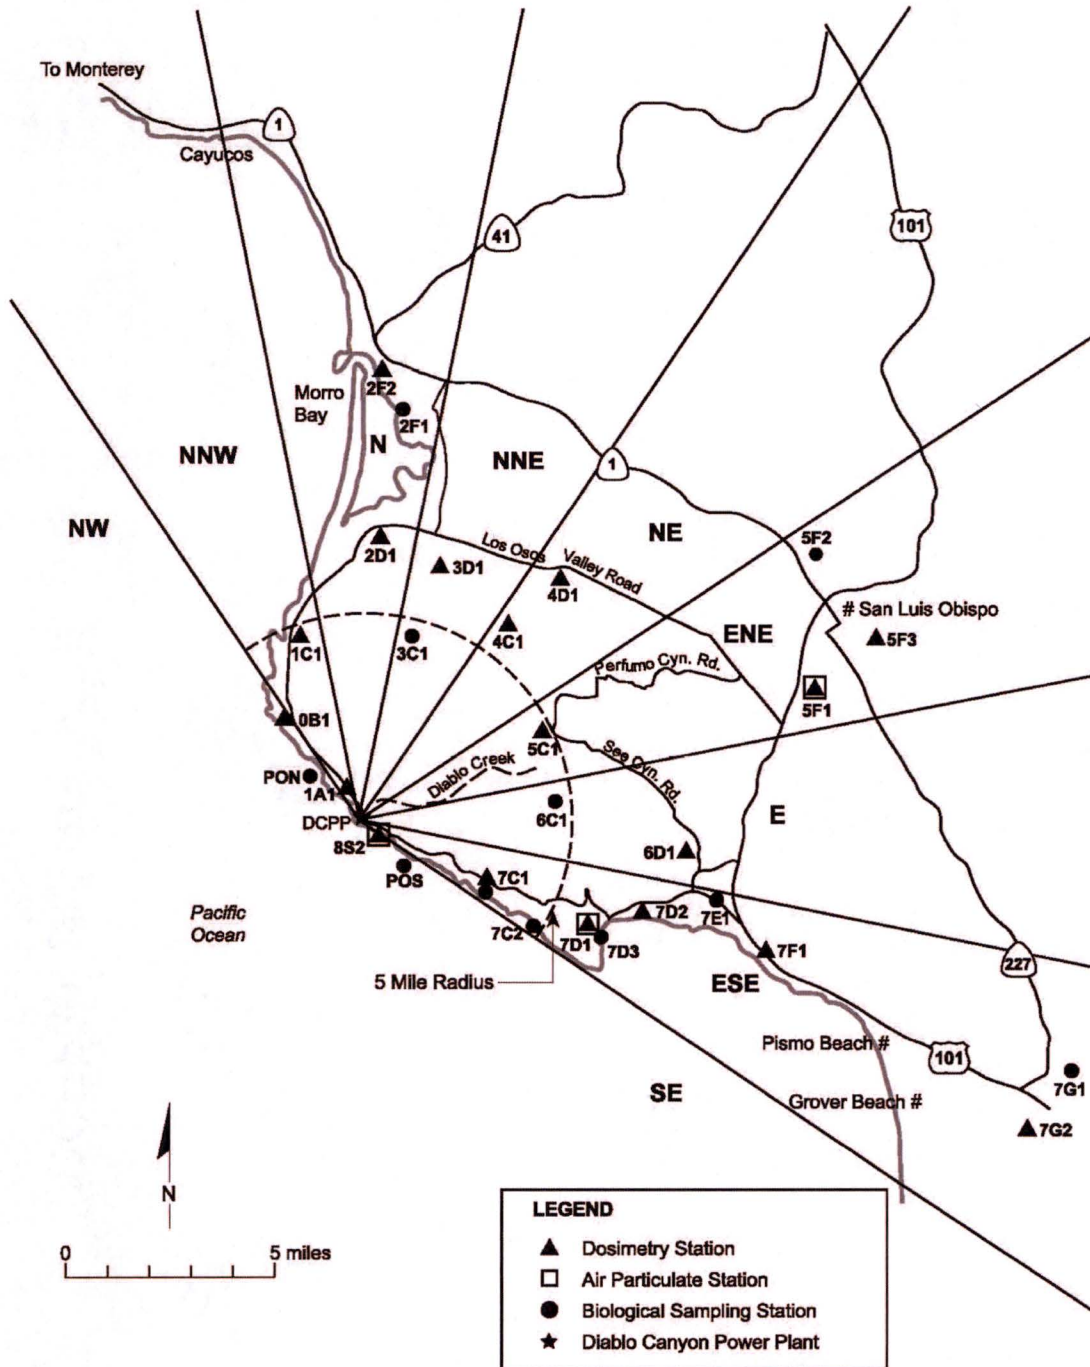 To Monterey
1
Cayucos
41
101
Morro
Bay
2F2
2F1
N
NNW
NNE
1
NW
NE
5F2
2D1
Los Osos Valley Road
3D1
4D1
# San Luis Obispo
5F3
1C1
3C1
4C1
ENE
Perfumo Cyn. Rd.
5F1
0B1
5C1
Diablo Creek
See Cyn. Rd.
PON
1A1
DCPP
6C1
E
8S2
6D1
POS
7C1
7E1
7D2
Pacific
Ocean
7C2
7D1
7D3
7F1
227
5 Mile Radius
ESE
Pismo Beach #
101
SE
Grover Beach #
7G1
7G2
N
0
5 miles
LEGEND
Dosimetry Station
Air Particulate Station
Biological Sampling Station
Diablo Canyon Power Plant